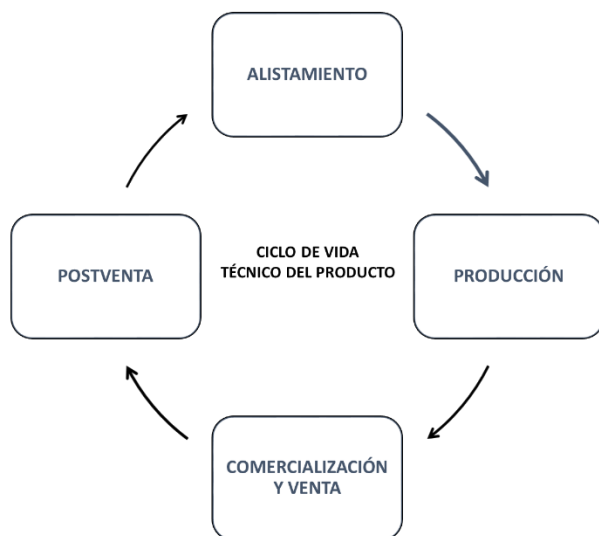 ALISTAMIENTO
CICLO DE VIDA
TÉCNICO DEL PRODUCTO
POSTVENTA
PRODUCCIÓN
COMERCIALIZACIÓN
Y VENTA